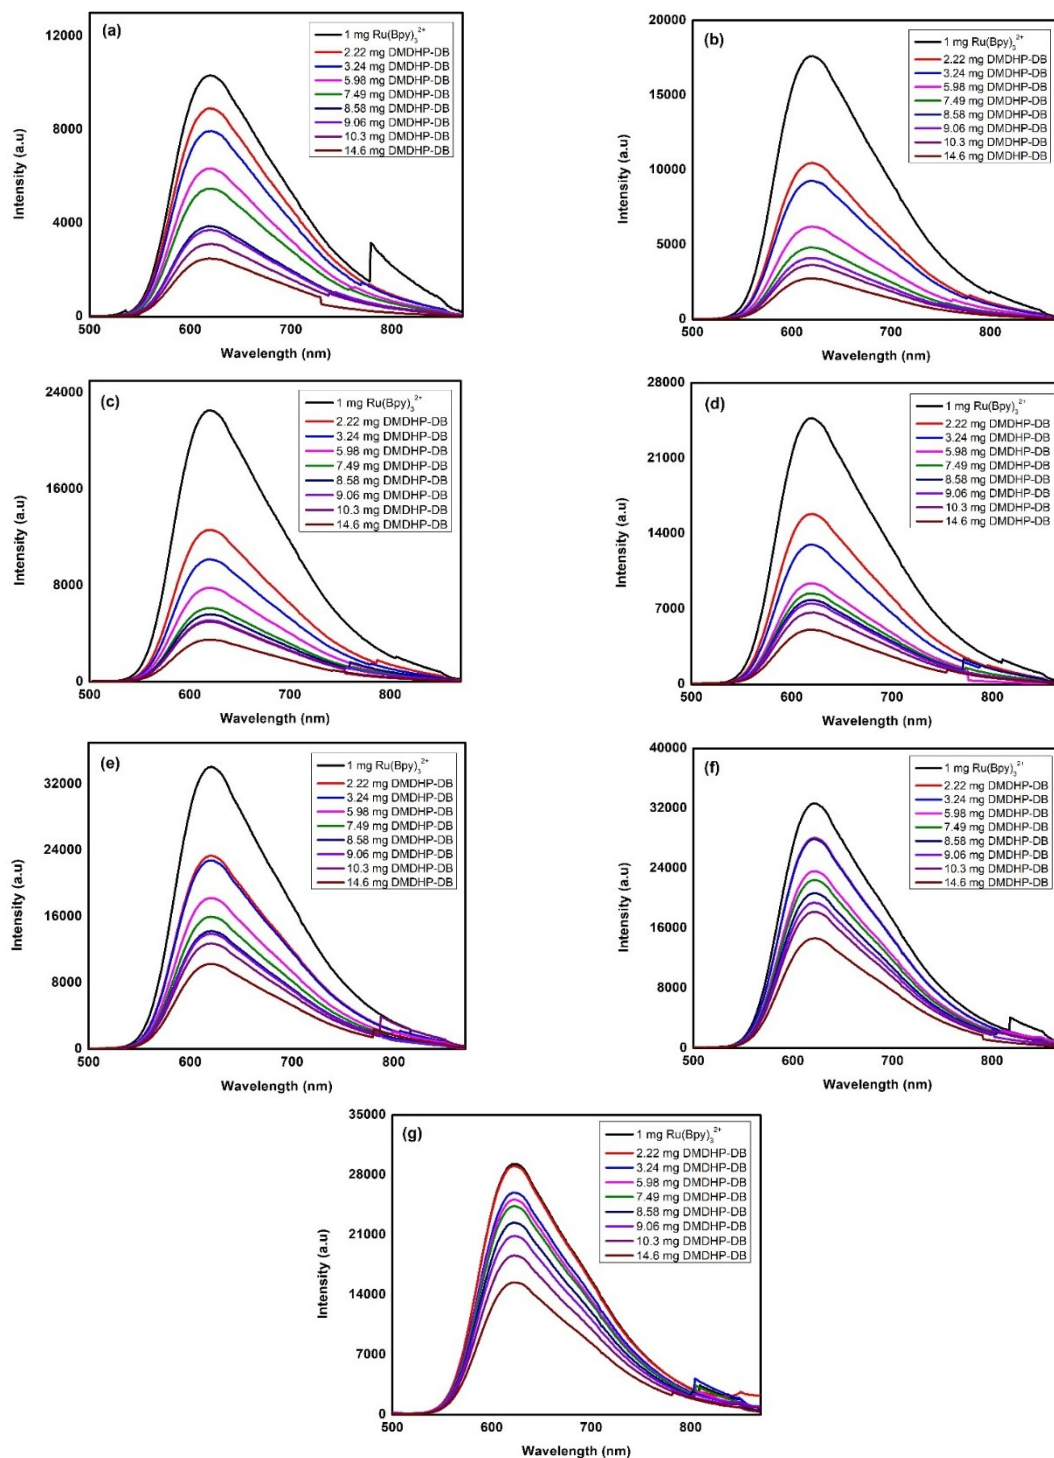 (a)
12000
8000
4000
0
Intensity (a.u)
1 mg Ru(Bpy)₃²⁺
2.22 mg DMDHP-DB
3.24 mg DMDHP-DB
5.98 mg DMDHP-DB
7.49 mg DMDHP-DB
8.58 mg DMDHP-DB
9.06 mg DMDHP-DB
10.3 mg DMDHP-DB
14.6 mg DMDHP-DB
500 600 700 800
Wavelength (nm)
(b)
20000
15000
10000
5000
0
Intensity (a.u)
1 mg Ru(Bpy)₃²⁺
2.22 mg DMDHP-DB
3.24 mg DMDHP-DB
5.98 mg DMDHP-DB
7.49 mg DMDHP-DB
8.58 mg DMDHP-DB
9.06 mg DMDHP-DB
10.3 mg DMDHP-DB
14.6 mg DMDHP-DB
500 600 700 800
Wavelength (nm)
(c)
24000
16000
8000
0
Intensity (a.u)
1 mg Ru(Bpy)₃²⁺
2.22 mg DMDHP-DB
3.24 mg DMDHP-DB
5.98 mg DMDHP-DB
7.49 mg DMDHP-DB
8.58 mg DMDHP-DB
9.06 mg DMDHP-DB
10.3 mg DMDHP-DB
14.6 mg DMDHP-DB
500 600 700 800
Wavelength (nm)
(d)
28000
21000
14000
7000
0
Intensity (a.u)
1 mg Ru(Bpy)₃²⁺
2.22 mg DMDHP-DB
3.24 mg DMDHP-DB
5.98 mg DMDHP-DB
7.49 mg DMDHP-DB
8.58 mg DMDHP-DB
9.06 mg DMDHP-DB
10.3 mg DMDHP-DB
14.6 mg DMDHP-DB
500 600 700 800
Wavelength (nm)
(e)
32000
24000
16000
8000
0
Intensity (a.u)
1 mg Ru(Bpy)₃²⁺
2.22 mg DMDHP-DB
3.24 mg DMDHP-DB
5.98 mg DMDHP-DB
7.49 mg DMDHP-DB
8.58 mg DMDHP-DB
9.06 mg DMDHP-DB
10.3 mg DMDHP-DB
14.6 mg DMDHP-DB
500 600 700 800
Wavelength (nm)
(f)
40000
32000
24000
16000
8000
0
Intensity (a.u)
1 mg Ru(Bpy)₃²⁺
2.22 mg DMDHP-DB
3.24 mg DMDHP-DB
5.98 mg DMDHP-DB
7.49 mg DMDHP-DB
8.58 mg DMDHP-DB
9.06 mg DMDHP-DB
10.3 mg DMDHP-DB
14.6 mg DMDHP-DB
500 600 700 800
Wavelength (nm)
(g)
35000
28000
21000
14000
7000
0
Intensity (a.u)
1 mg Ru(Bpy)₃²⁺
2.22 mg DMDHP-DB
3.24 mg DMDHP-DB
5.98 mg DMDHP-DB
7.49 mg DMDHP-DB
8.58 mg DMDHP-DB
9.06 mg DMDHP-DB
10.3 mg DMDHP-DB
14.6 mg DMDHP-DB
500 600 700 800
Wavelength (nm)